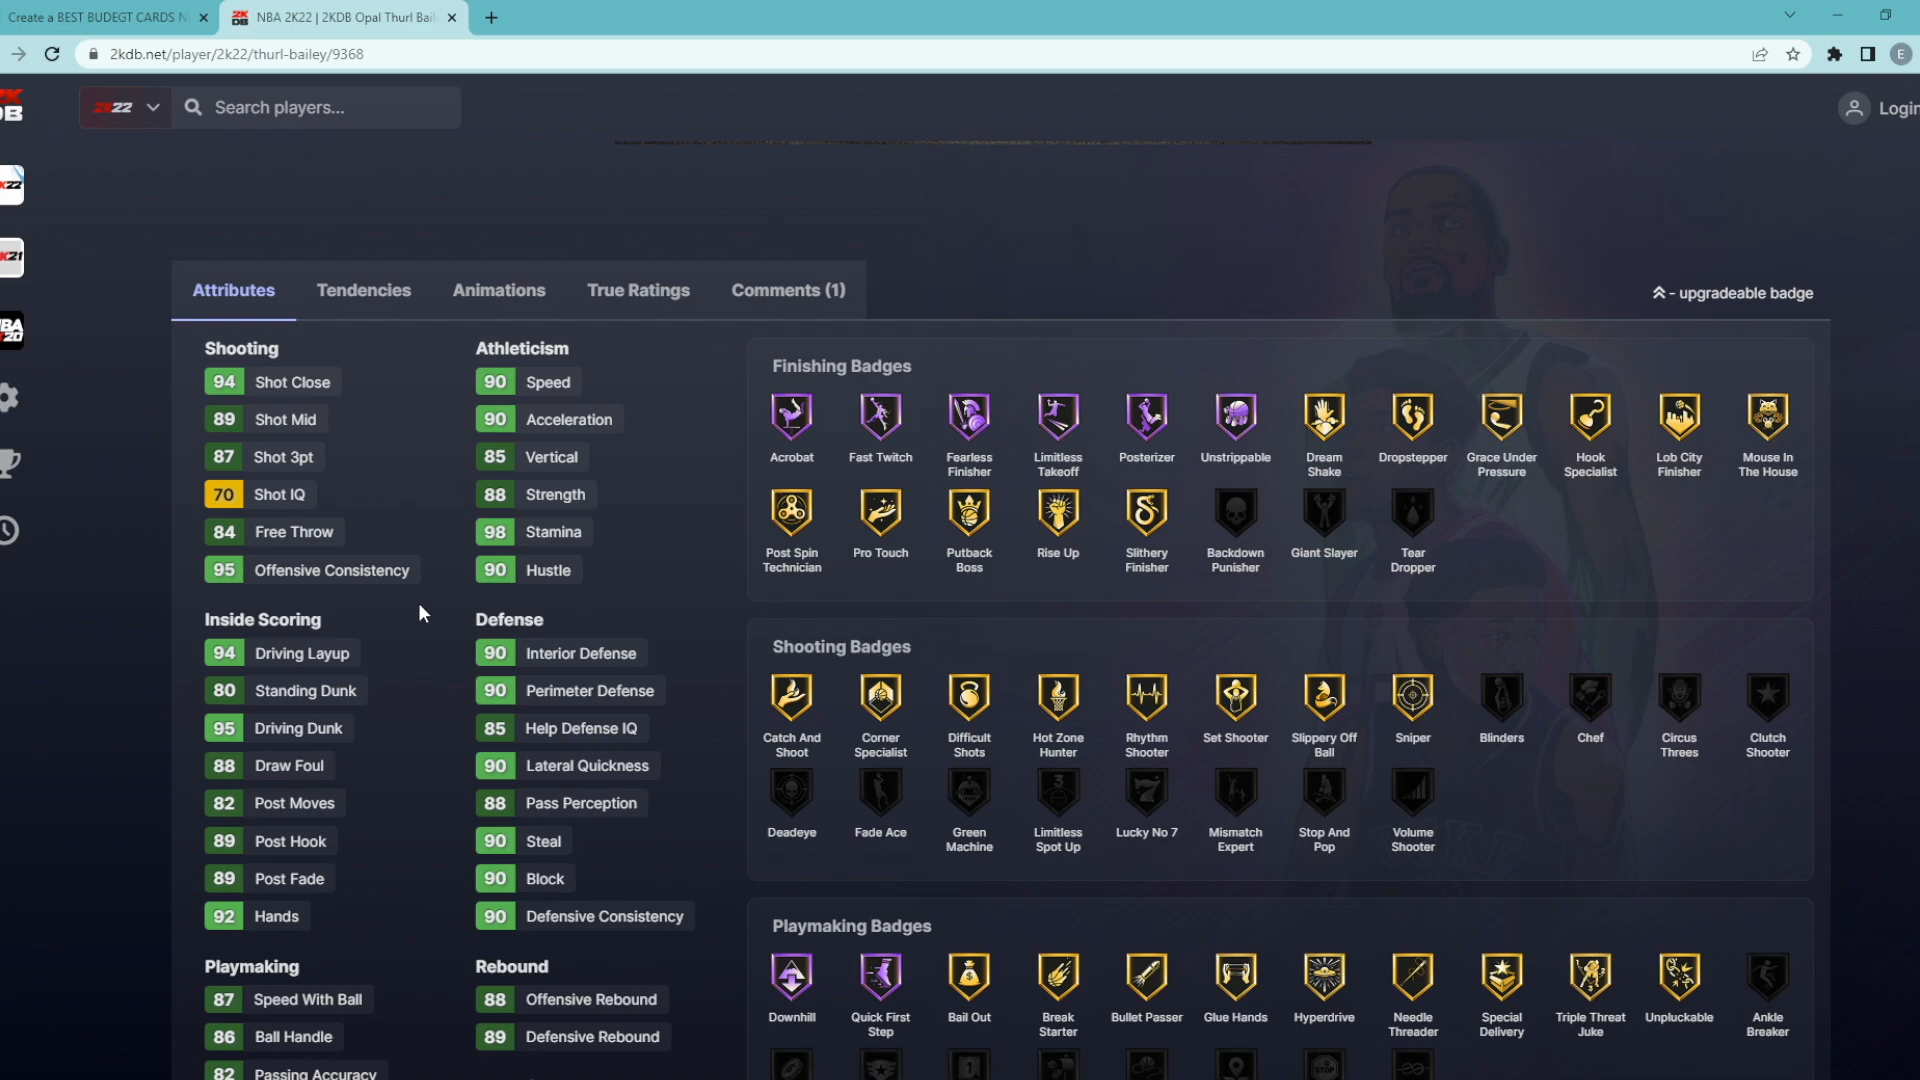 Create a BEST BUDEGT CARDS N
NBA 2K22 | 2KDB Opal Thurl Bail
2kdb.net/player/2k22/thurl-bailey/9368
E
2K
DB
2K22
Search players...
Login
K22
K21
BA
Attributes
Tendencies
Animations
True Ratings
Comments (1)
- upgradeable badge
Shooting
94 Shot Close
89 Shot Mid
87 Shot 3pt
70 Shot IQ
84 Free Throw
95 Offensive Consistency
Inside Scoring
94 Driving Layup
80 Standing Dunk
95 Driving Dunk
88 Draw Foul
82 Post Moves
89 Post Hook
89 Post Fade
92 Hands
Playmaking
87 Speed With Ball
86 Ball Handle
82 Passing Accuracy
Athleticism
90 Speed
90 Acceleration
85 Vertical
88 Strength
98 Stamina
90 Hustle
Defense
90 Interior Defense
90 Perimeter Defense
85 Help Defense IQ
90 Lateral Quickness
88 Pass Perception
90 Steal
90 Block
90 Defensive Consistency
Rebound
88 Offensive Rebound
89 Defensive Rebound
Finishing Badges
Acrobat
Fast Twitch
Fearless
Finisher
Limitless
Takeoff
Posterizer
Unstrippable
Dream
Shake
Dropstepper
Grace Under
Pressure
Hook
Specialist
Lob City
Finisher
Mouse In
The House
Post Spin
Technician
Pro Touch
Putback
Boss
Rise Up
Slithery
Finisher
Backdown
Punisher
Giant Slayer
Tear
Dropper
Shooting Badges
Catch And
Shoot
Corner
Specialist
Difficult
Shots
Hot Zone
Hunter
Rhythm
Shooter
Set Shooter
Slippery Off
Ball
Sniper
Blinders
Chef
Circus
Threes
Clutch
Shooter
Deadeye
Fade Ace
Green
Machine
Limitless
Spot Up
Lucky No 7
Mismatch
Expert
Stop And
Pop
Volume
Shooter
Playmaking Badges
Downhill
Quick First
Step
Bail Out
Break
Starter
Bullet Passer
Glue Hands
Hyperdrive
Needle
Threader
Special
Delivery
Triple Threat
Juke
Unpluckable
Ankle
Breaker
STOP